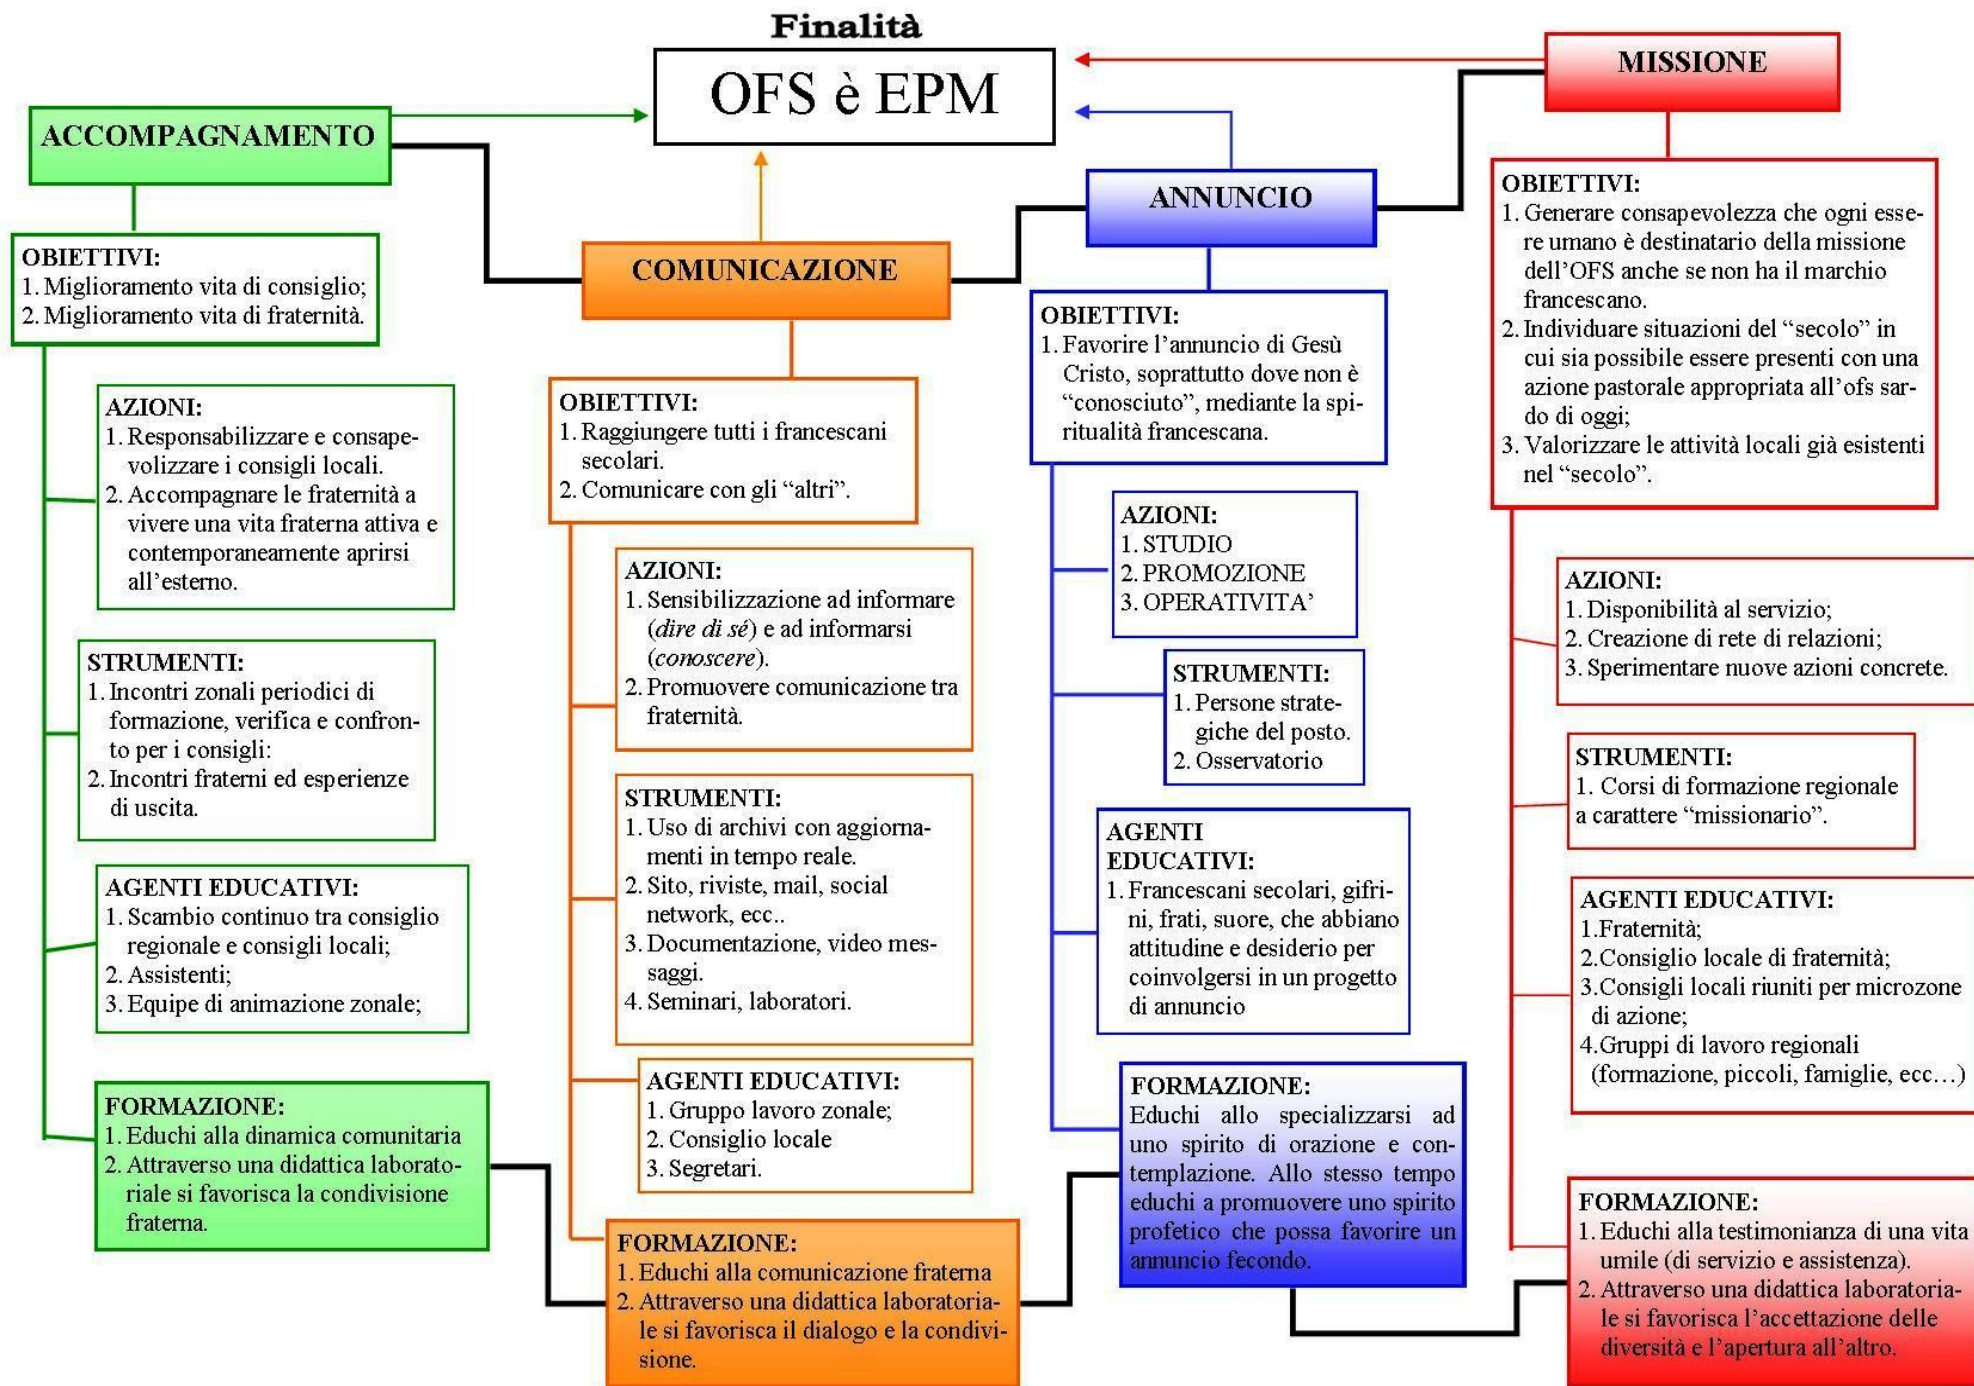 Finalità
OFS è EPM
ACCOMPAGNAMENTO
OBIETTIVI:
1. Miglioramento vita di consiglio;
2. Miglioramento vita di fraternità.
AZIONI:
1. Responsabilizzare e consape-
volizzare i consigli locali.
2. Accompagnare le fraternità a
vivere una vita fraterna attiva e
contemporaneamente aprirsi
all’esterno.
STRUMENTI:
1. Incontri zonali periodici di
formazione, verifica e confron-
to per i consigli:
2. Incontri fraterni ed esperienze
di uscita.
AGENTI EDUCATIVI:
1. Scambio continuo tra consiglio
regionale e consigli locali;
2. Assistenti;
3. Equipe di animazione zonale;
FORMAZIONE:
1. Educhi alla dinamica comunitaria
2. Attraverso una didattica laborato-
riale si favorisca la condivisione
fraterna.
COMUNICAZIONE
OBIETTIVI:
1. Raggiungere tutti i francescani
secolari.
2. Comunicare con gli “altri”.
AZIONI:
1. Sensibilizzazione ad informare
(dire di sé) e ad informarsi
(conoscere).
2. Promuovere comunicazione tra
fraternità.
STRUMENTI:
1. Uso di archivi con aggiorna-
menti in tempo reale.
2. Sito, riviste, mail, social
network, ecc..
3. Documentazione, video mes-
saggi.
4. Seminari, laboratori.
AGENTI EDUCATIVI:
1. Gruppo lavoro zonale;
2. Consiglio locale
3. Segretari.
FORMAZIONE:
1. Educhi alla comunicazione fraterna
2. Attraverso una didattica laboratoria-
le si favorisca il dialogo e la condivi-
sione.
ANNUNCIO
OBIETTIVI:
1. Favorire l’annuncio di Gesù
Cristo, soprattutto dove non è
“conosciuto”, mediante la spi-
ritualità francescana.
AZIONI:
1. STUDIO
2. PROMOZIONE
3. OPERATIVITA’
STRUMENTI:
1. Persone strate-
giche del posto.
2. Osservatorio
AGENTI
EDUCATIVI:
1. Francescani secolari, gifri-
ni, frati, suore, che abbiano
attitudine e desiderio per
coinvolgersi in un progetto
di annuncio
FORMAZIONE:
Educhi allo specializzarsi ad
uno spirito di orazione e con-
templazione. Allo stesso tempo
educhi a promuovere uno spirito
profetico che possa favorire un
annuncio fecondo.
MISSIONE
OBIETTIVI:
1. Generare consapevolezza che ogni esse-
re umano è destinatario della missione
dell’OFS anche se non ha il marchio
francescano.
2. Individuare situazioni del “secolo” in
cui sia possibile essere presenti con una
azione pastorale appropriata all’ofs sar-
do di oggi;
3. Valorizzare le attività locali già esistenti
nel “secolo”.
AZIONI:
1. Disponibilità al servizio;
2. Creazione di rete di relazioni;
3. Sperimentare nuove azioni concrete.
STRUMENTI:
1. Corsi di formazione regionale
a carattere “missionario”.
AGENTI EDUCATIVI:
1.Fraternità;
2.Consiglio locale di fraternità;
3.Consigli locali riuniti per microzone
di azione;
4.Gruppi di lavoro regionali
(formazione, piccoli, famiglie, ecc…)
FORMAZIONE:
1. Educhi alla testimonianza di una vita
umile (di servizio e assistenza).
2. Attraverso una didattica laboratoria-
le si favorisca l’accettazione delle
diversità e l’apertura all’altro.